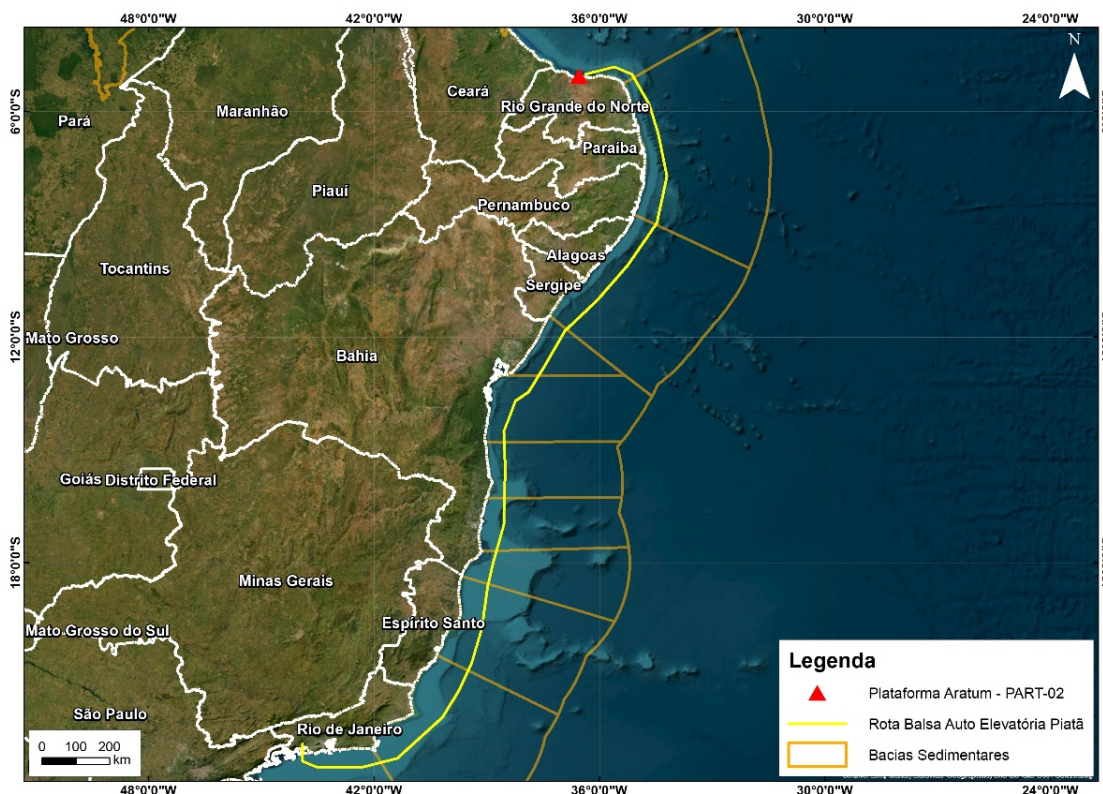 48°0'0"W 42°0'0"W 36°0'0"W 30°0'0"W 24°0'0"W
N
Ceará
Maranhão
Rio Grande do Norte
6°0'0"S
Pará
Paraíba
Piauí
Pernambuco
Alagoas
Tocantins
Sergipe
12°0'0"S
Mato Grosso
Bahia
Goiás
Distrito Federal
18°0'0"S
Minas Gerais
Espírito Santo
Mato Grosso do Sul
São Paulo
Rio de Janeiro
0 100 200
km
Legenda
Plataforma Aratum - PART-02
Rota Balsa Auto Elevatória Piatã
Bacias Sedimentares
48°0'0"W 42°0'0"W 36°0'0"W 30°0'0"W 24°0'0"W